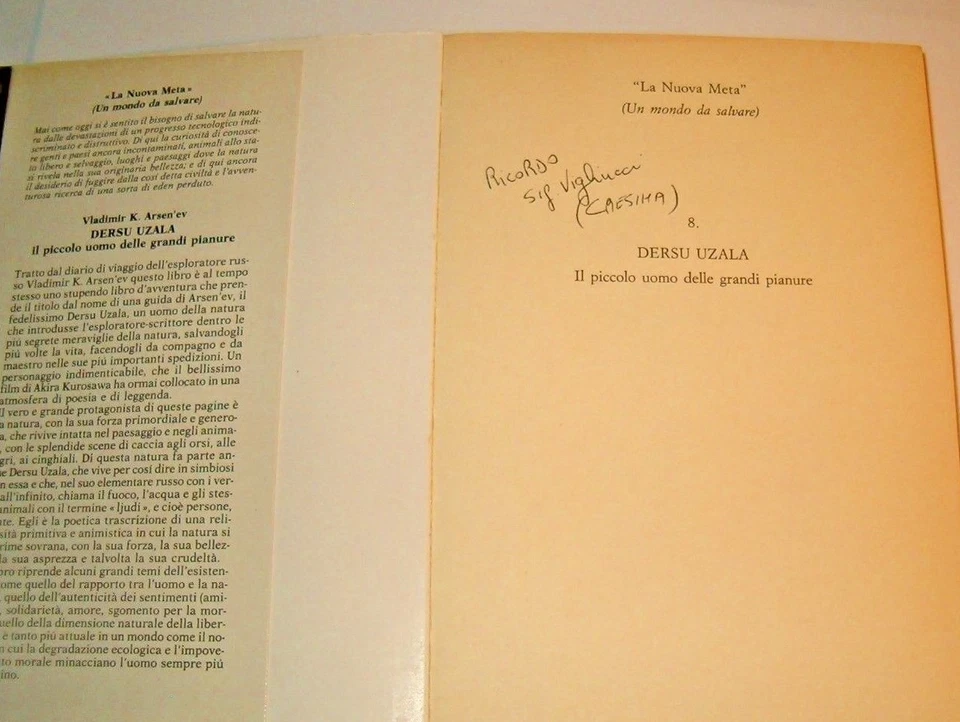 «La Nuova Meta»
(Un mondo da salvare)
Mai come oggi si è sentito il bisogno di salvare la natu-
ra dalle devastazioni di un progresso tecnologico indi-
scriminato e distruttivo. Di qui la curiosità di conosce-
re genti e paesi ancora incontaminati, animali allo sta-
to libero e selvaggio, luoghi e paesaggi dove la natura
si rivela nella sua originaria bellezza; e di qui ancora
il desiderio di fuggire dalla così detta civiltà e l'avven-
turosa ricerca di una sorta di eden perduto.
Vladimir K. Arsen'ev
DERSU UZALA
il piccolo uomo delle grandi pianure
Tratto dal diario di viaggio dell'esploratore rus-
so Vladimir K. Arsen'ev questo libro è al tempo
stesso uno stupendo libro d'avventura che pren-
de il titolo dal nome di una guida di Arsen'ev, il
fedelissimo Dersu Uzala, un uomo della natura
che introdusse l'esploratore-scrittore dentro le
piú segrete meraviglie della natura, salvandogli
piú volte la vita, facendogli da compagno e da
maestro nelle sue piú importanti spedizioni. Un
personaggio indimenticabile, che il bellissimo
film di Akira Kurosawa ha ormai collocato in una
atmosfera di poesia e di leggenda.
Il vero e grande protagonista di queste pagine è
a natura, con la sua forza primordiale e genero-
a, che rivive intatta nel paesaggio e negli anima-
, con le splendide scene di caccia agli orsi, alle
gri, ai cinghiali. Di questa natura fa parte an-
e Dersu Uzala, che vive per cosí dire in simbiosi
n essa e che, nel suo elementare russo con i ver-
all'infinito, chiama il fuoco, l'acqua e gli stes-
animali con il termine «ljudi», e cioè persone,
te. Egli è la poetica trascrizione di una reli-
sità primitiva e animistica in cui la natura si
rime sovrana, con la sua forza, la sua bellez-
la sua asprezza e talvolta la sua crudeltà.
bro riprende alcuni grandi temi dell'esisten-
ome quello del rapporto tra l'uomo e la na-
, quello dell'autenticità dei sentimenti (ami-
, solidarietà, amore, sgomento per la mor-
uello della dimensione naturale della liber-
è tanto piú attuale in un mondo come il no-
n cui la degradazione ecologica e l'impove-
to morale minacciano l'uomo sempre piú
ino.
"La Nuova Meta"
(Un mondo da salvare)
RICORDO
Sig Vigliucci
(CAESIMA)
8.
DERSU UZALA
Il piccolo uomo delle grandi pianure